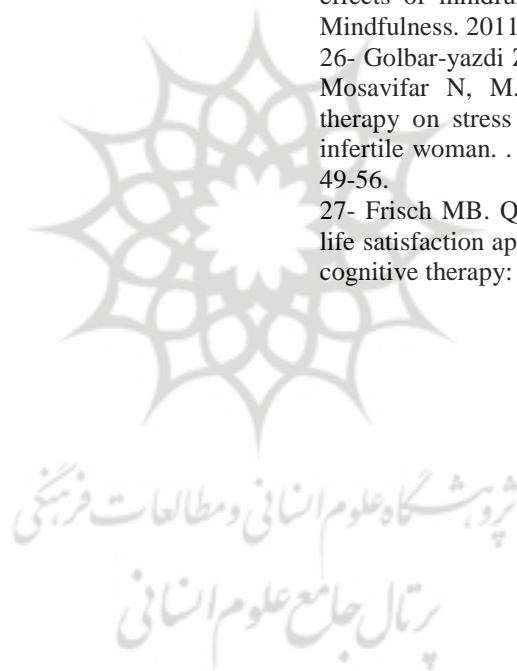 effects of mindful
Mindfulness. 2011
26- Golbar-yazdi Z
Mosavifar N, M.
therapy on stress
infertile woman. .
49-56.
27- Frisch MB. Q
life satisfaction ap
cognitive therapy:
پژوهشگاه علوم انسانی و مطالعات فرهنگی
پرتال جامع علوم انسانی